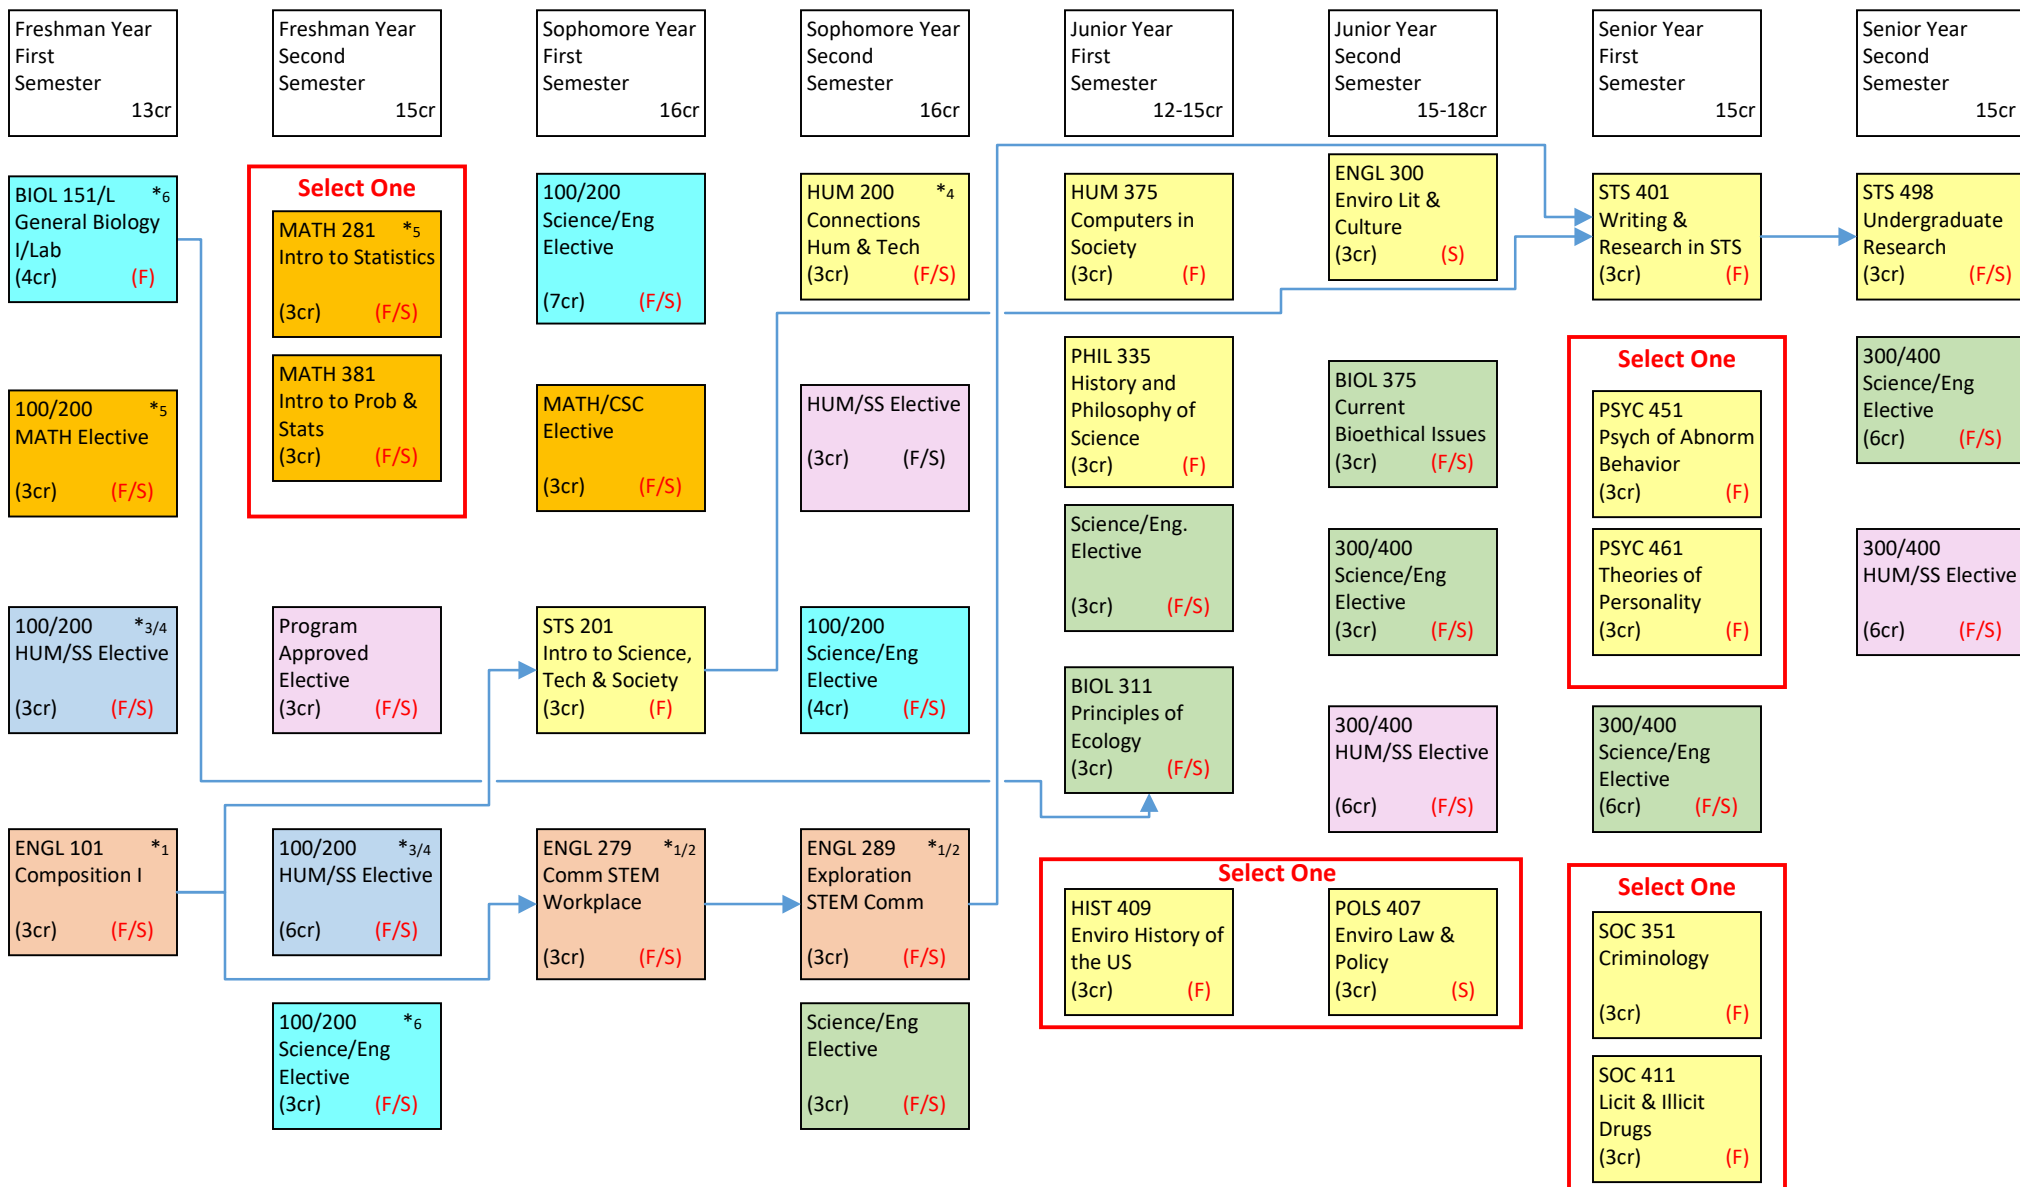 Freshman Year
First
Semester
13cr
Freshman Year
Second
Semester
15cr
Sophomore Year
First
Semester
16cr
Sophomore Year
Second
Semester
16cr
Junior Year
First
Semester
12-15cr
Junior Year
Second
Semester
15-18cr
Senior Year
First
Semester
15cr
Senior Year
Second
Semester
15cr
BIOL 151/L *6
General Biology
I/Lab
(4cr) (F)
100/200 *5
MATH Elective
(3cr) (F/S)
100/200 *3/4
HUM/SS Elective
(3cr) (F/S)
ENGL 101 *1
Composition I
(3cr) (F/S)
Select One
MATH 281 *5
Intro to Statistics
(3cr) (F/S)
MATH 381
Intro to Prob &
Stats
(3cr) (F/S)
Program
Approved
Elective
(3cr) (F/S)
100/200 *3/4
HUM/SS Elective
(6cr) (F/S)
100/200 *6
Science/Eng
Elective
(3cr) (F/S)
100/200
Science/Eng
Elective
(7cr) (F/S)
MATH/CSC
Elective
(3cr) (F/S)
STS 201
Intro to Science,
Tech & Society
(3cr) (F)
ENGL 279 *1/2
Comm STEM
Workplace
(3cr) (F/S)
HUM 200 *4
Connections
Hum & Tech
(3cr) (F/S)
HUM/SS Elective
(3cr) (F/S)
100/200
Science/Eng
Elective
(4cr) (F/S)
ENGL 289 *1/2
Exploration
STEM Comm
(3cr) (F/S)
Science/Eng
Elective
(3cr) (F/S)
HUM 375
Computers in
Society
(3cr) (F)
PHIL 335
History and
Philosophy of
Science
(3cr) (F)
Science/Eng.
Elective
(3cr) (F/S)
BIOL 311
Principles of
Ecology
(3cr) (F/S)
ENGL 300
Enviro Lit &
Culture
(3cr) (S)
BIOL 375
Current
Bioethical Issues
(3cr) (F/S)
300/400
Science/Eng
Elective
(3cr) (F/S)
300/400
HUM/SS Elective
(6cr) (F/S)
Select One
HIST 409
Enviro History of
the US
(3cr) (F)
POLS 407
Enviro Law &
Policy
(3cr) (S)
STS 401
Writing &
Research in STS
(3cr) (F)
Select One
PSYC 451
Psych of Abnorm
Behavior
(3cr) (F)
PSYC 461
Theories of
Personality
(3cr) (F)
300/400
Science/Eng
Elective
(6cr) (F/S)
Select One
SOC 351
Criminology
(3cr) (F)
SOC 411
Licit & Illicit
Drugs
(3cr) (F)
STS 498
Undergraduate
Research
(3cr) (F/S)
300/400
Science/Eng
Elective
(6cr) (F/S)
300/400
HUM/SS Elective
(6cr) (F/S)